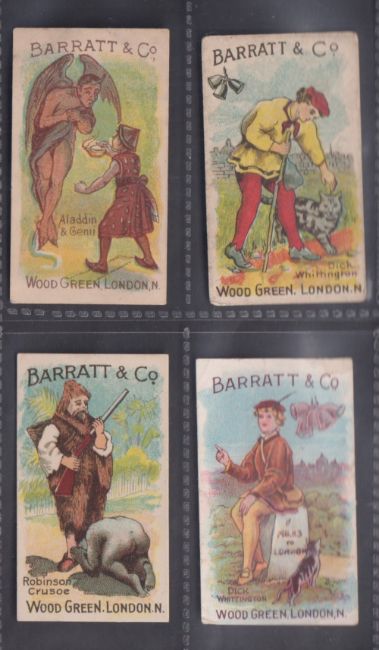 BARRATT & Co,
Aladdin
& Genii
WOOD GREEN, LONDON, N.
BARRATT & Co
Dick
Whittington
WOOD GREEN. LONDON. N
BARRATT & Co.
Robinson
Crusoe
WOOD GREEN. LONDON. N.
BARRATT & Co
MILES
TO
LONDON
DICK
WHITTINGTON
WOOD GREEN, LONDON, N.